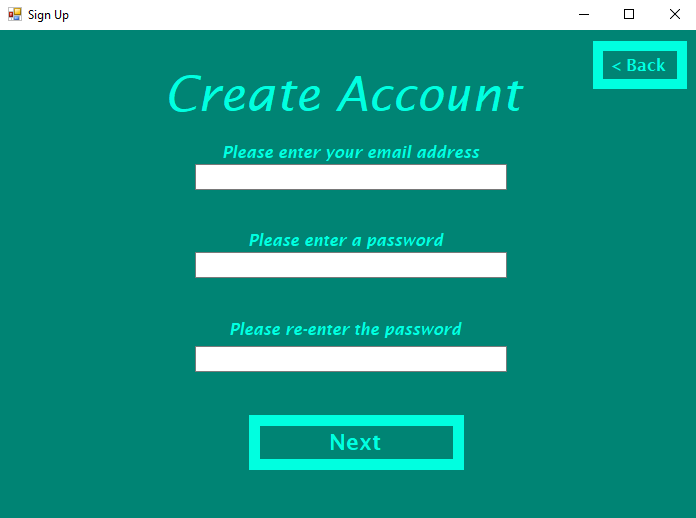 Sign Up
< Back
Create Account
Please enter your email address
Please enter a password
Please re-enter the password
Next